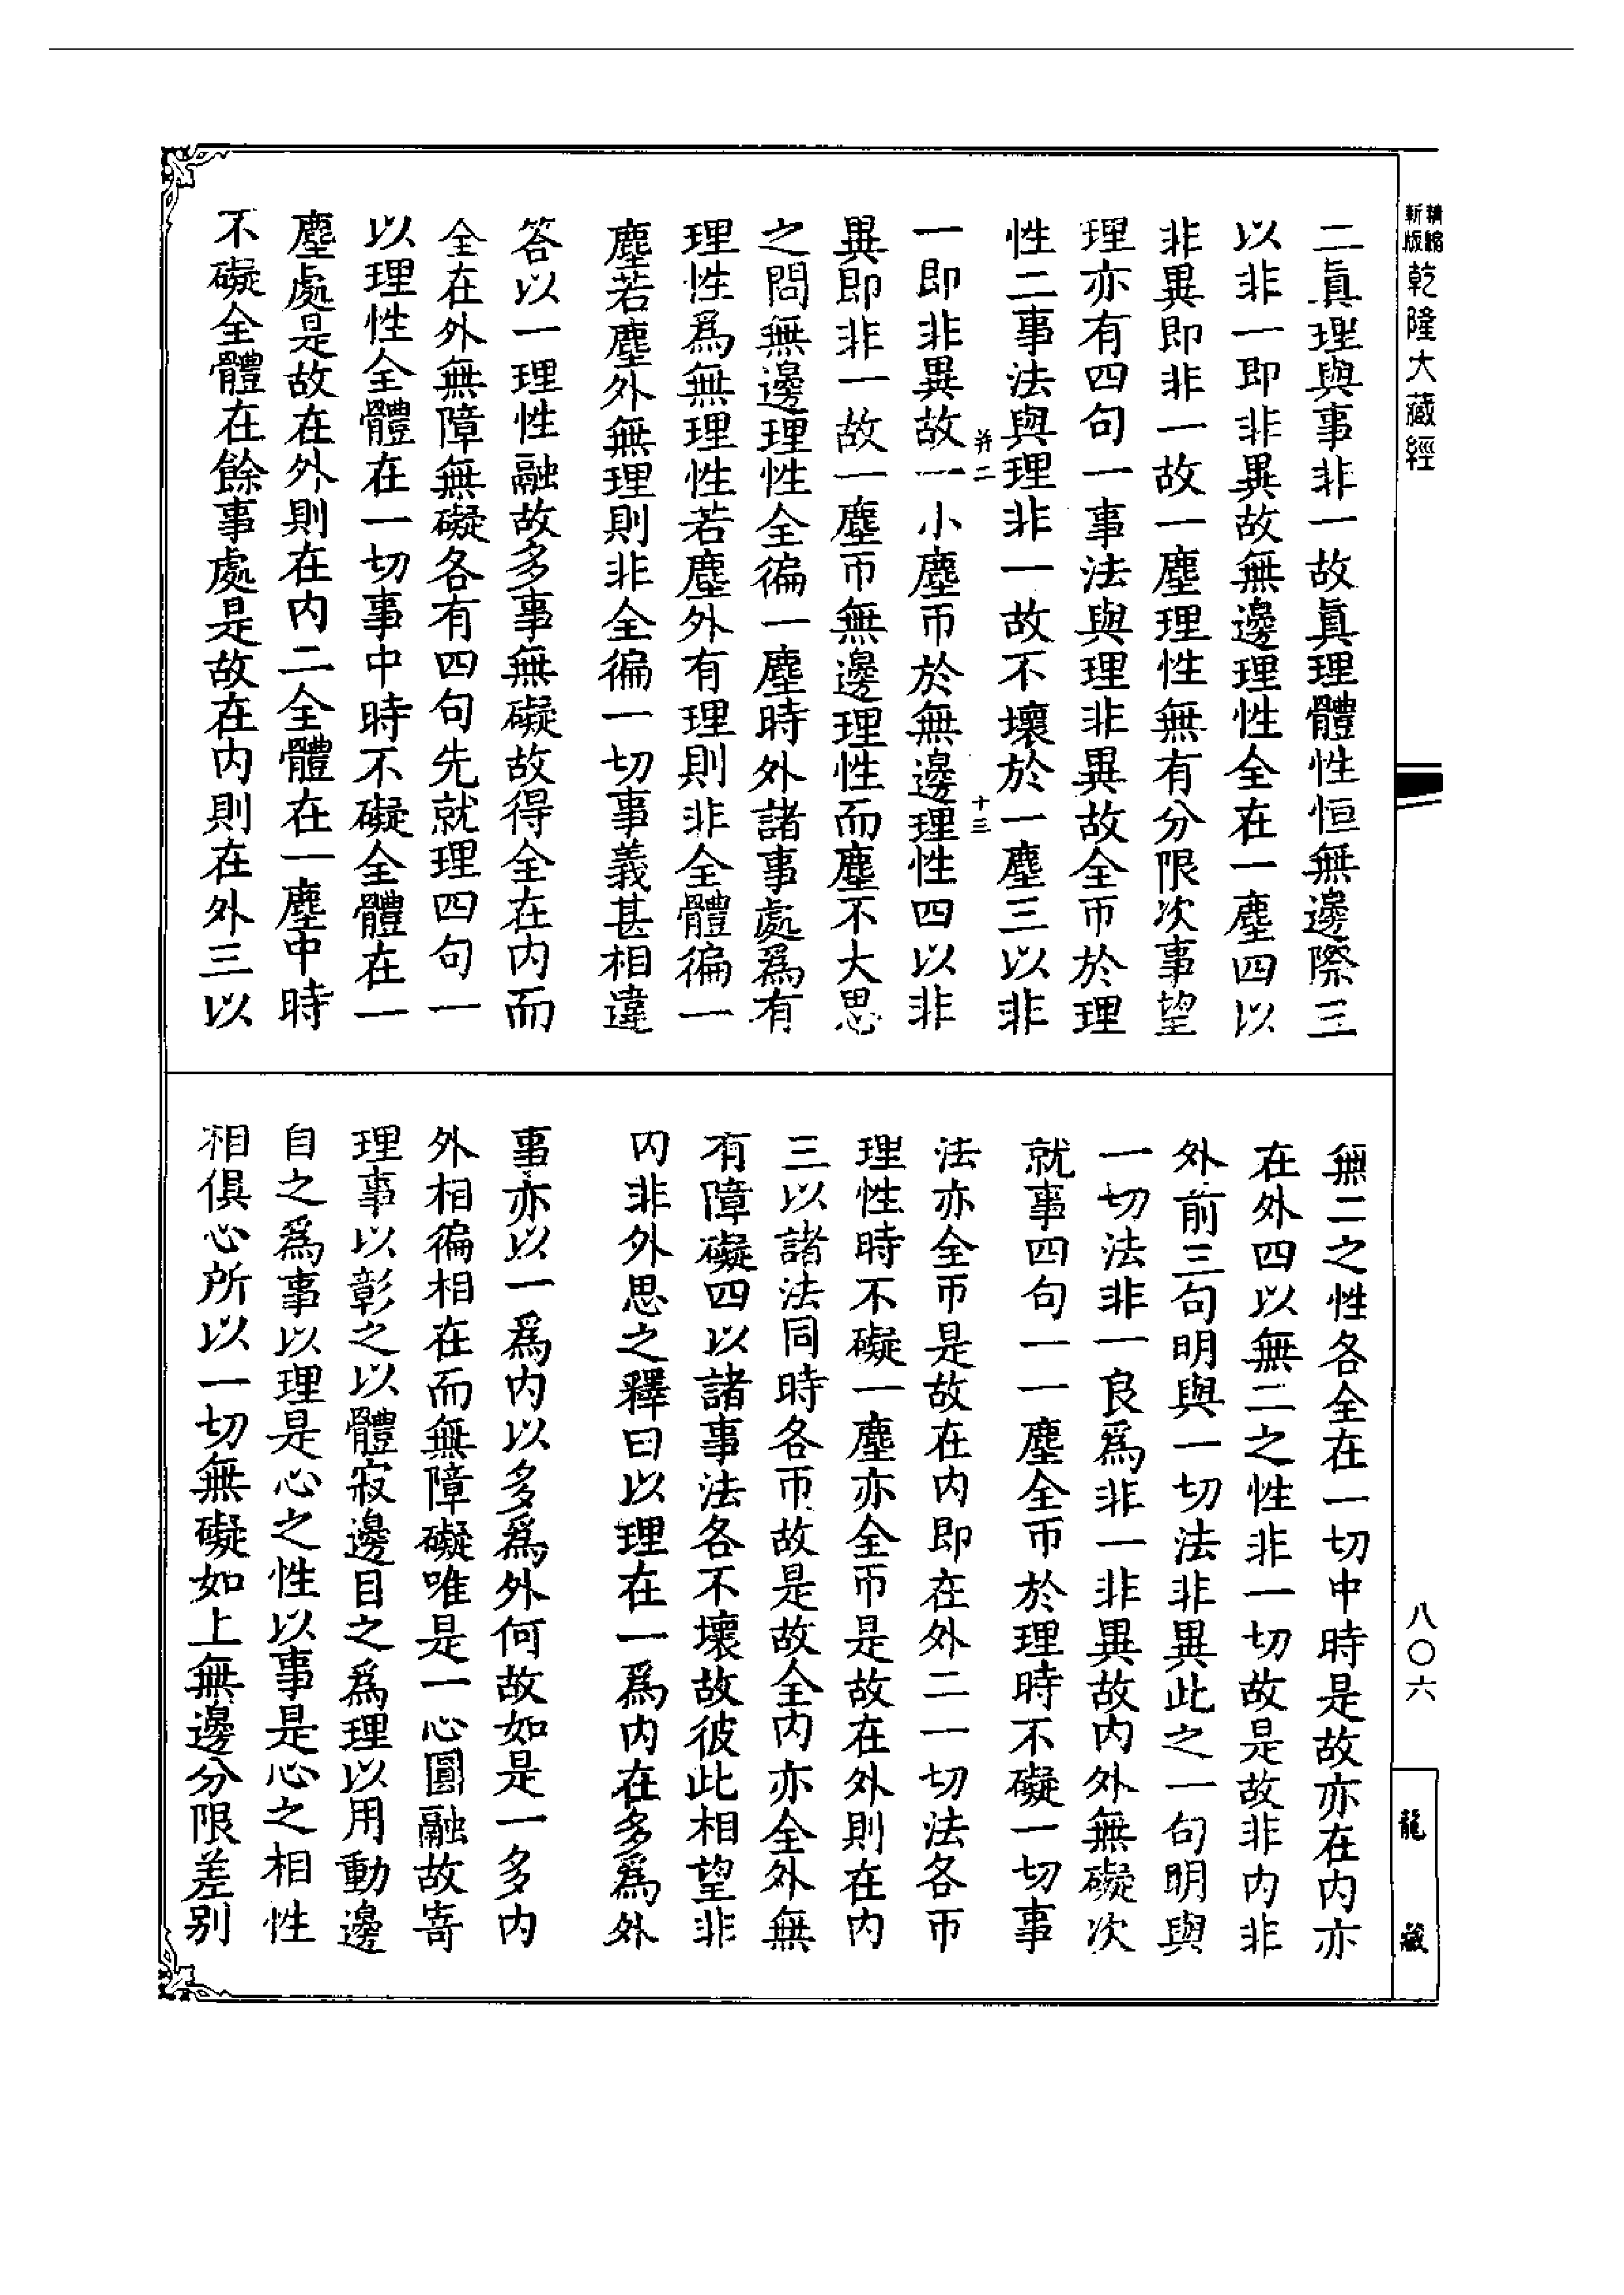 新版精縮乾隆大藏經
二眞理與事非一故眞理體性恒無邊際三
以非一即非異故無邊理性全在一塵四以
非異即非一故一塵理性無有分限次事望
理亦有四句一事法與理非異故全帀於理
性二事法與理非一故不壞於一塵三以非
并二
十三
一即非異故一小塵帀於無邊理性四以非
異即非一故一塵帀無邊理性而塵不大思
之問無邊理性全徧一塵時外諸事處爲有
理性爲無理性若塵外有理則非全體徧一
塵若塵外無理則非全徧一切事義甚相違
答以一理性融故多事無礙故得全在内而
全在外無障無礙各有四句先就理四句一
以理性全體在一切事中時不礙全體在一
塵處是故在外則在内二全體在一塵中時
不礙全體在餘事處是故在内則在外三以
無二之性各全在一切中時是故亦在内亦
在外四以無二之性非一切故是故非内非
外前三句明與一切法非異此之一句明與
一切法非一良爲非一非異故内外無礙次
就事四句一一塵全帀於理時不礙一切事
法亦全帀是故在内即在外二一切法各帀
理性時不礙一塵亦全帀是故在外則在内
三以諸法同時各帀故是故全内亦全外無
有障礙四以諸事法各不壞故彼此相望非
内非外思之釋曰以理在一爲内在多爲外
事亦以一爲内以多爲外何故如是一多内
外相徧相在而無障礙唯是一心圓融故寄
理事以彰之以體寂邊目之爲理以用動邊
目之爲事以理是心之性以事是心之相性
相俱心所以一切無礙如上無邊分限差別
八〇六
龍藏